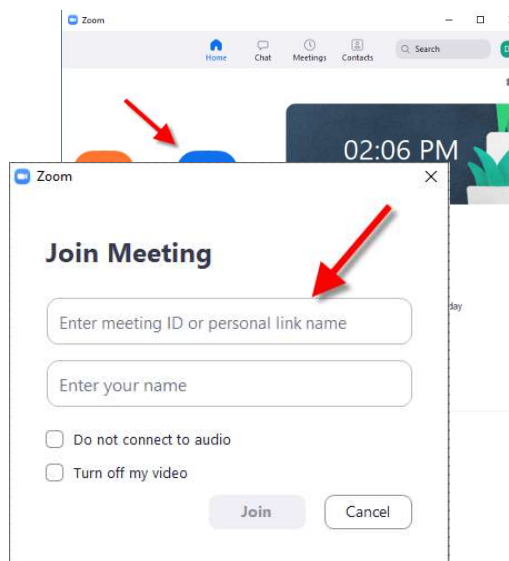 Zoom
Home Chat Meetings Contacts Search
02:06 PM
Zoom
Join Meeting
day
Enter meeting ID or personal link name
Enter your name
Do not connect to audio
Turn off my video
Join Cancel